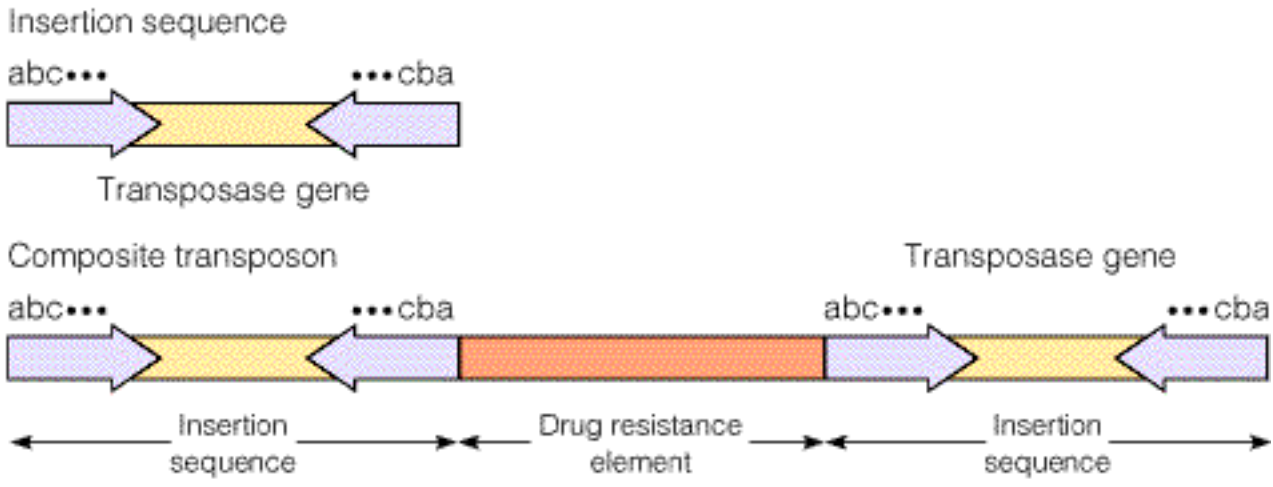 Insertion sequence
abc••• •••cba
Transposase gene
Composite transposon Transposase gene
abc••• •••cba abc••• •••cba
Insertion sequence Drug resistance element Insertion sequence